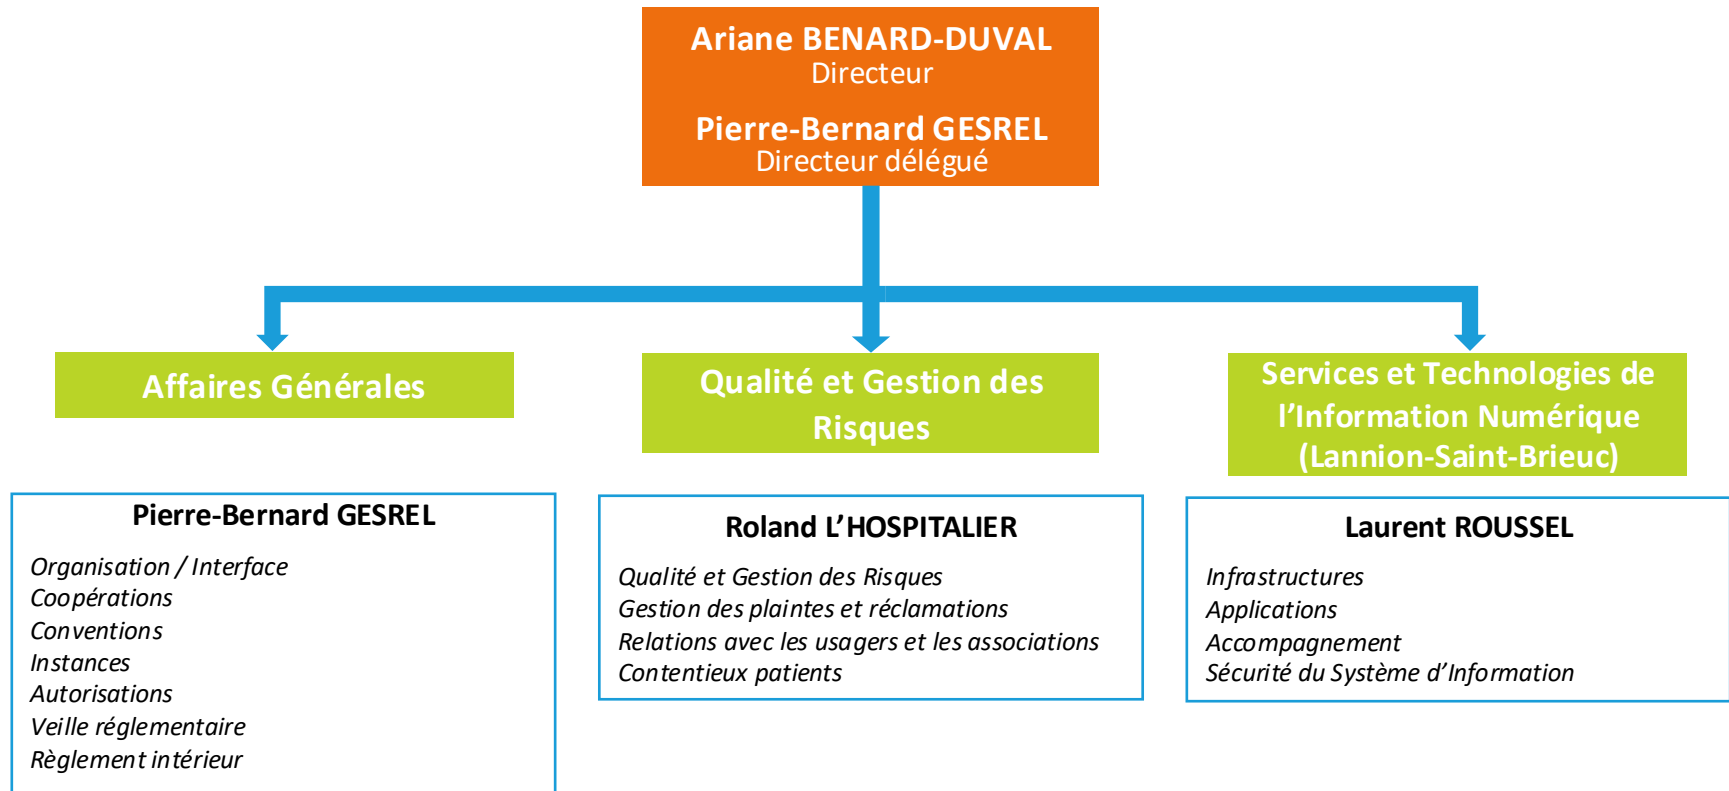 Ariane BENARD-DUVAL
Directeur
Pierre-Bernard GESREL
Directeur délégué
Affaires Générales
Qualité et Gestion des
Risques
Services et Technologies de
l’Information Numérique
(Lannion-Saint-Brieuc)
Pierre-Bernard GESREL
Organisation / Interface
Coopérations
Conventions
Instances
Autorisations
Veille réglementaire
Règlement intérieur
Roland L’HOSPITALIER
Qualité et Gestion des Risques
Gestion des plaintes et réclamations
Relations avec les usagers et les associations
Contentieux patients
Laurent ROUSSEL
Infrastructures
Applications
Accompagnement
Sécurité du Système d’Information